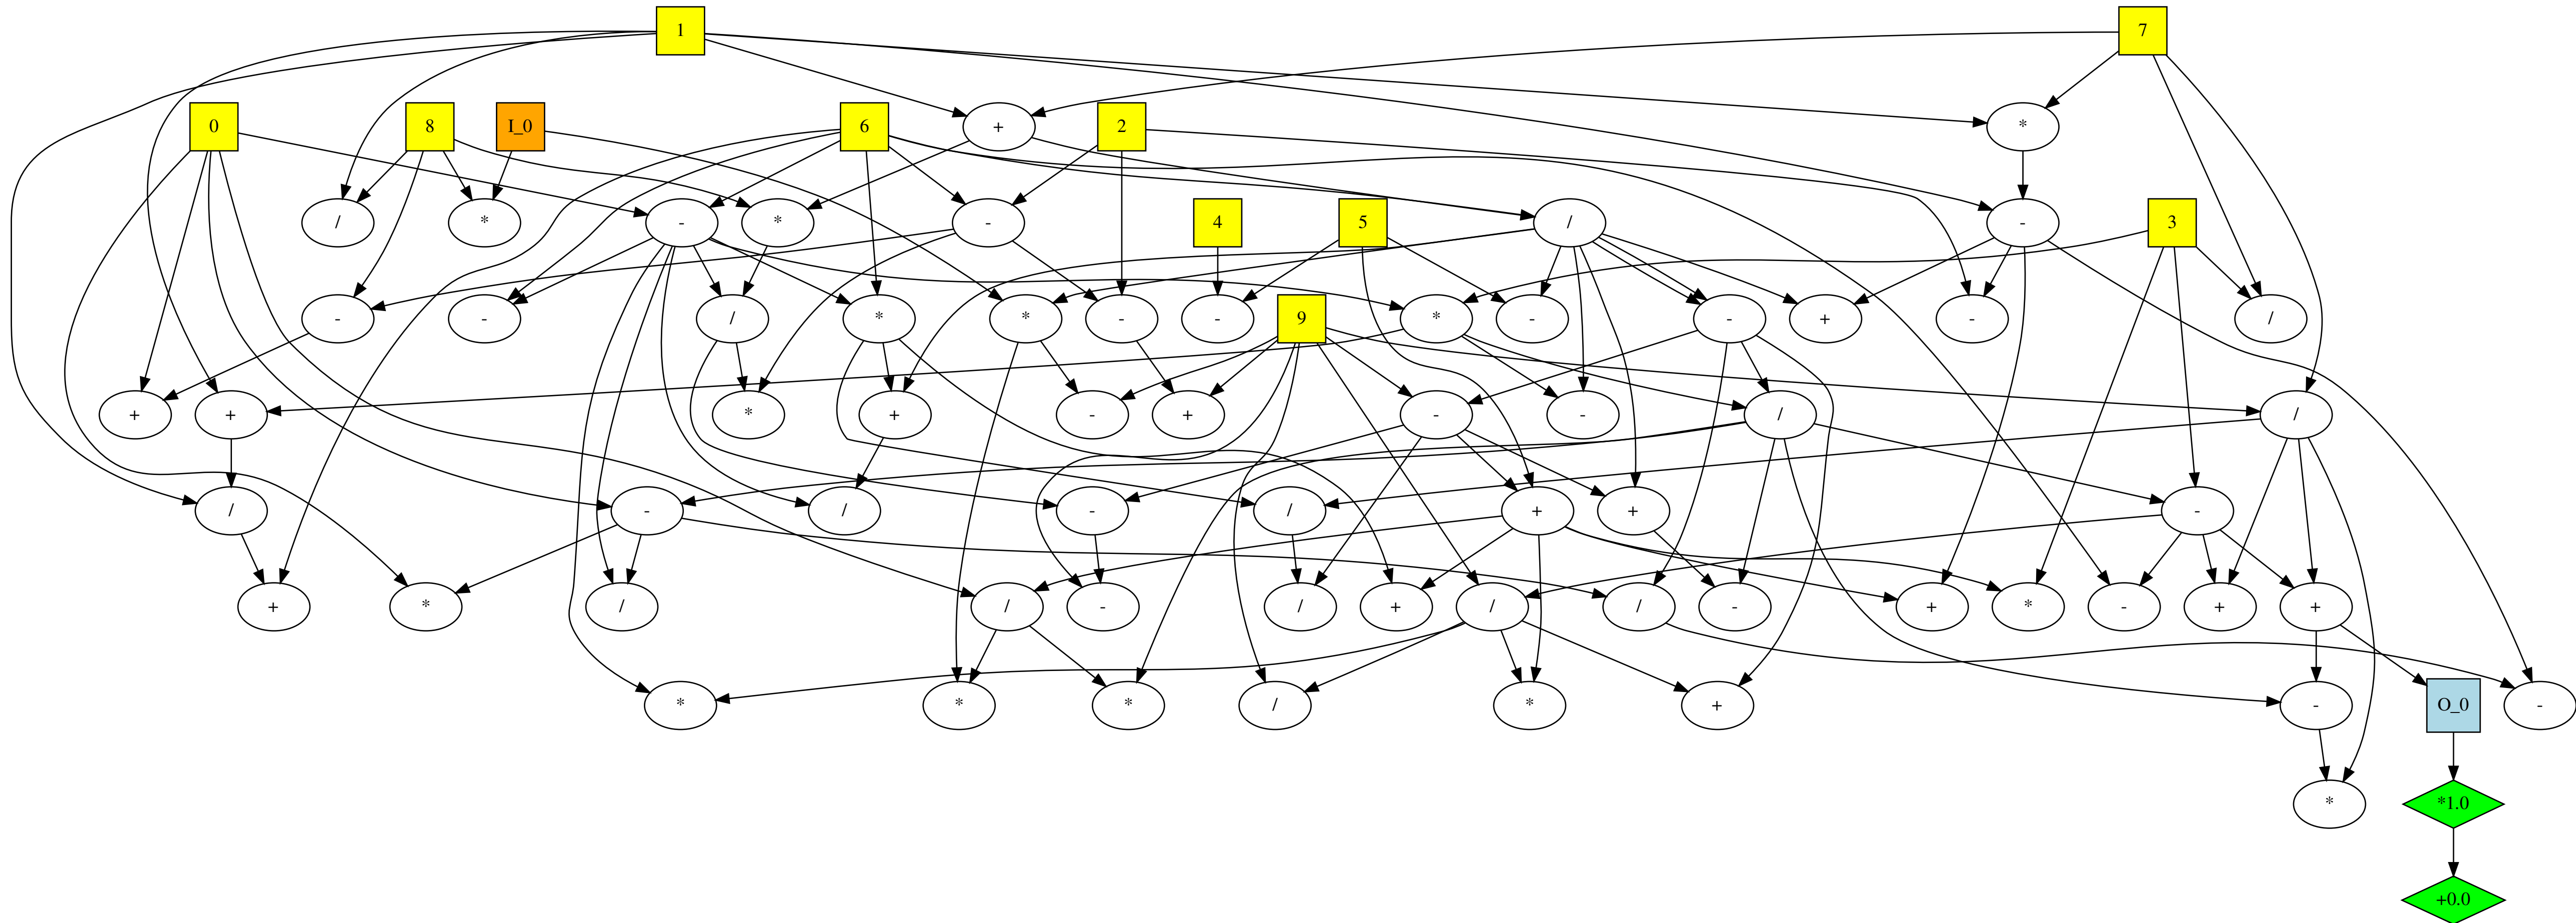 1 7
0 8 I_0 6 + 2 *
/ * - * - 4 5 / - 3
- - / * * - - 9 * - - + - /
+ + * + - + - - / /
/ - / - / + + -
+ * / / - / + / / - + * - + +
* * * / * + - O_0 -
* *1.0
+0.0